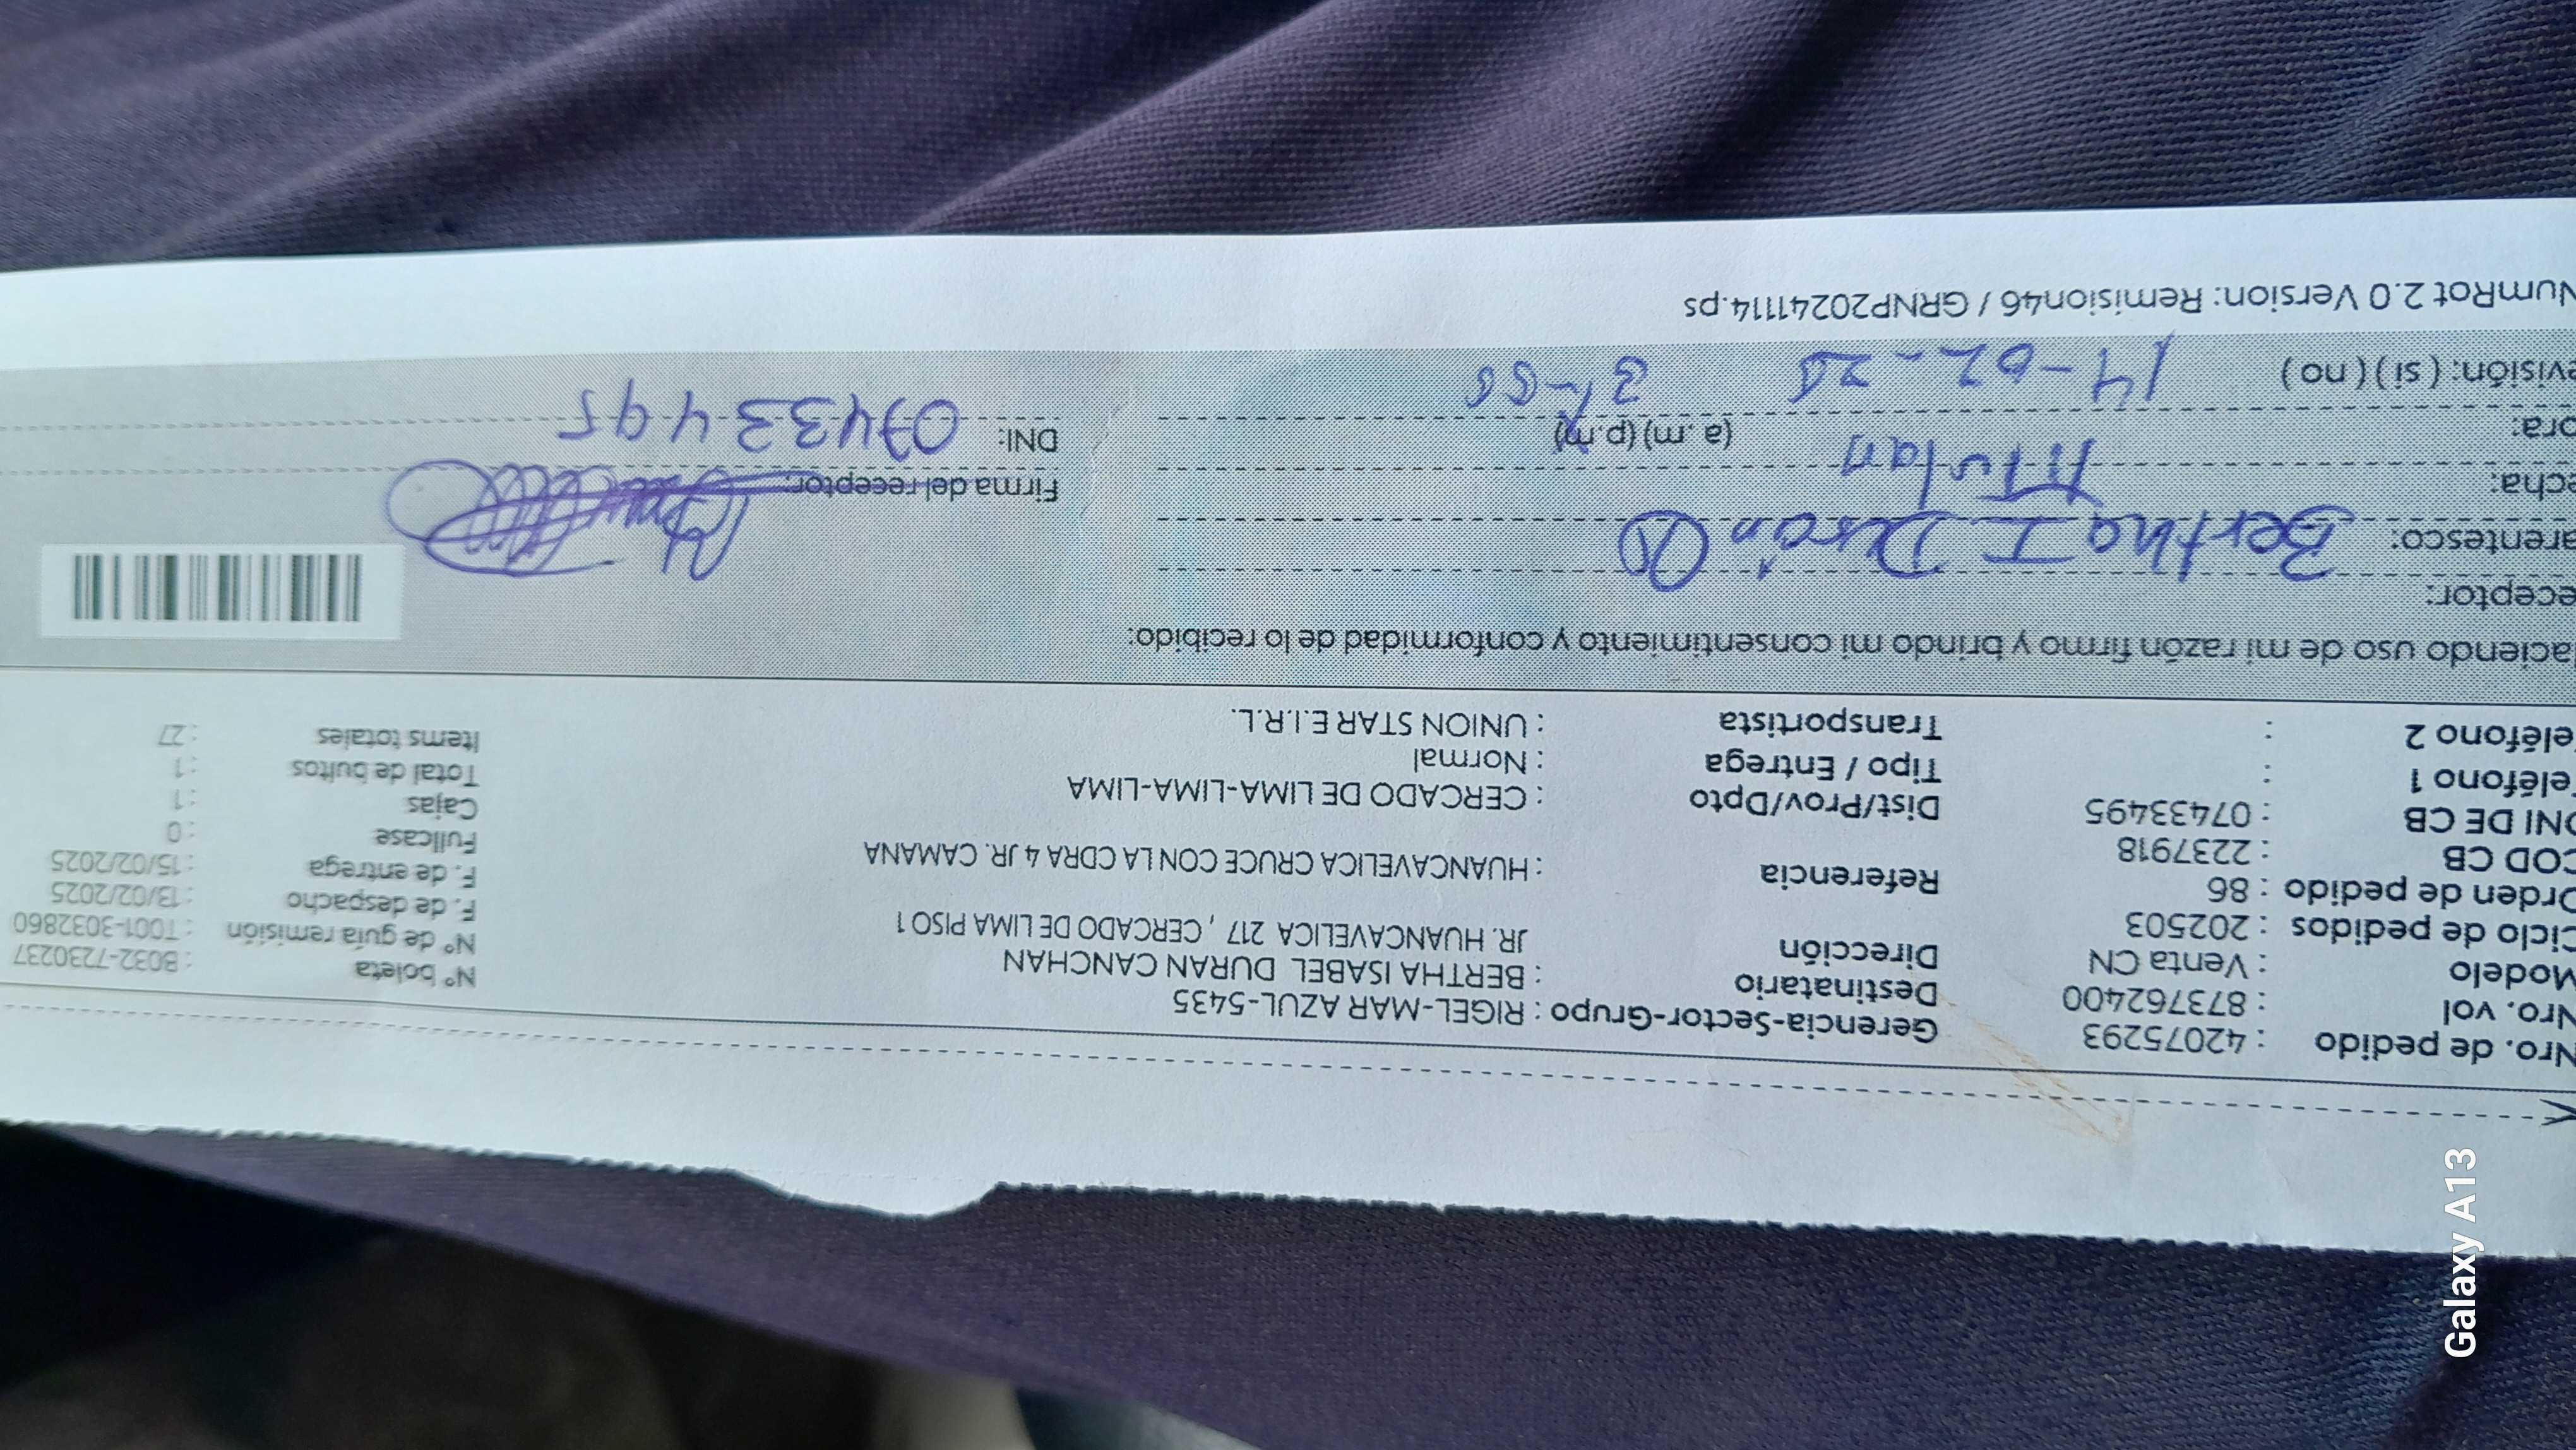 Nro. de pedido : 42075293 Gerencia-Sector-Grupo : RIGEL-MAR AZUL-5435 N° boleta : B032-7230237
Nro. vol : 873762400 Destinatario : BERTHA ISABEL DURAN CANCHAN N° de guía remisión : T001-3032860
Modelo : Venta CN Dirección JR. HUANCAVELICA 217 , CERCADO DE LIMA PISO 1 F. de despacho : 13/02/2025
Ciclo de pedidos : 202503 F. de entrega : 15/02/2025
Orden de pedido : 86 Referencia : HUANCAVELICA CRUCE CON LA CDRA 4 JR. CAMANA Fullcase : 0
COD CB : 2237918 Cajas : 1
DNI DE CB : 07433495 Dist/Prov/Dpto : CERCADO DE LIMA-LIMA-LIMA Total de bultos : 1
Teléfono 1 : Tipo / Entrega : Normal Items totales : 27
Teléfono 2 : Transportista : UNION STAR E.I.R.L.
aciendo uso de mi razón firmo y brindo mi consentimiento y conformidad de lo recibido:
eceptor:
arentesco: Bertha I Durán
echa: Titular Firma del receptor:
ora: (a .m) (p.m) DNI: 07433495
evisión: ( si ) ( no ) 14-02-25
NumRot 2.0 Version: Remision46 / GRNP20241114.ps
Galaxy A13